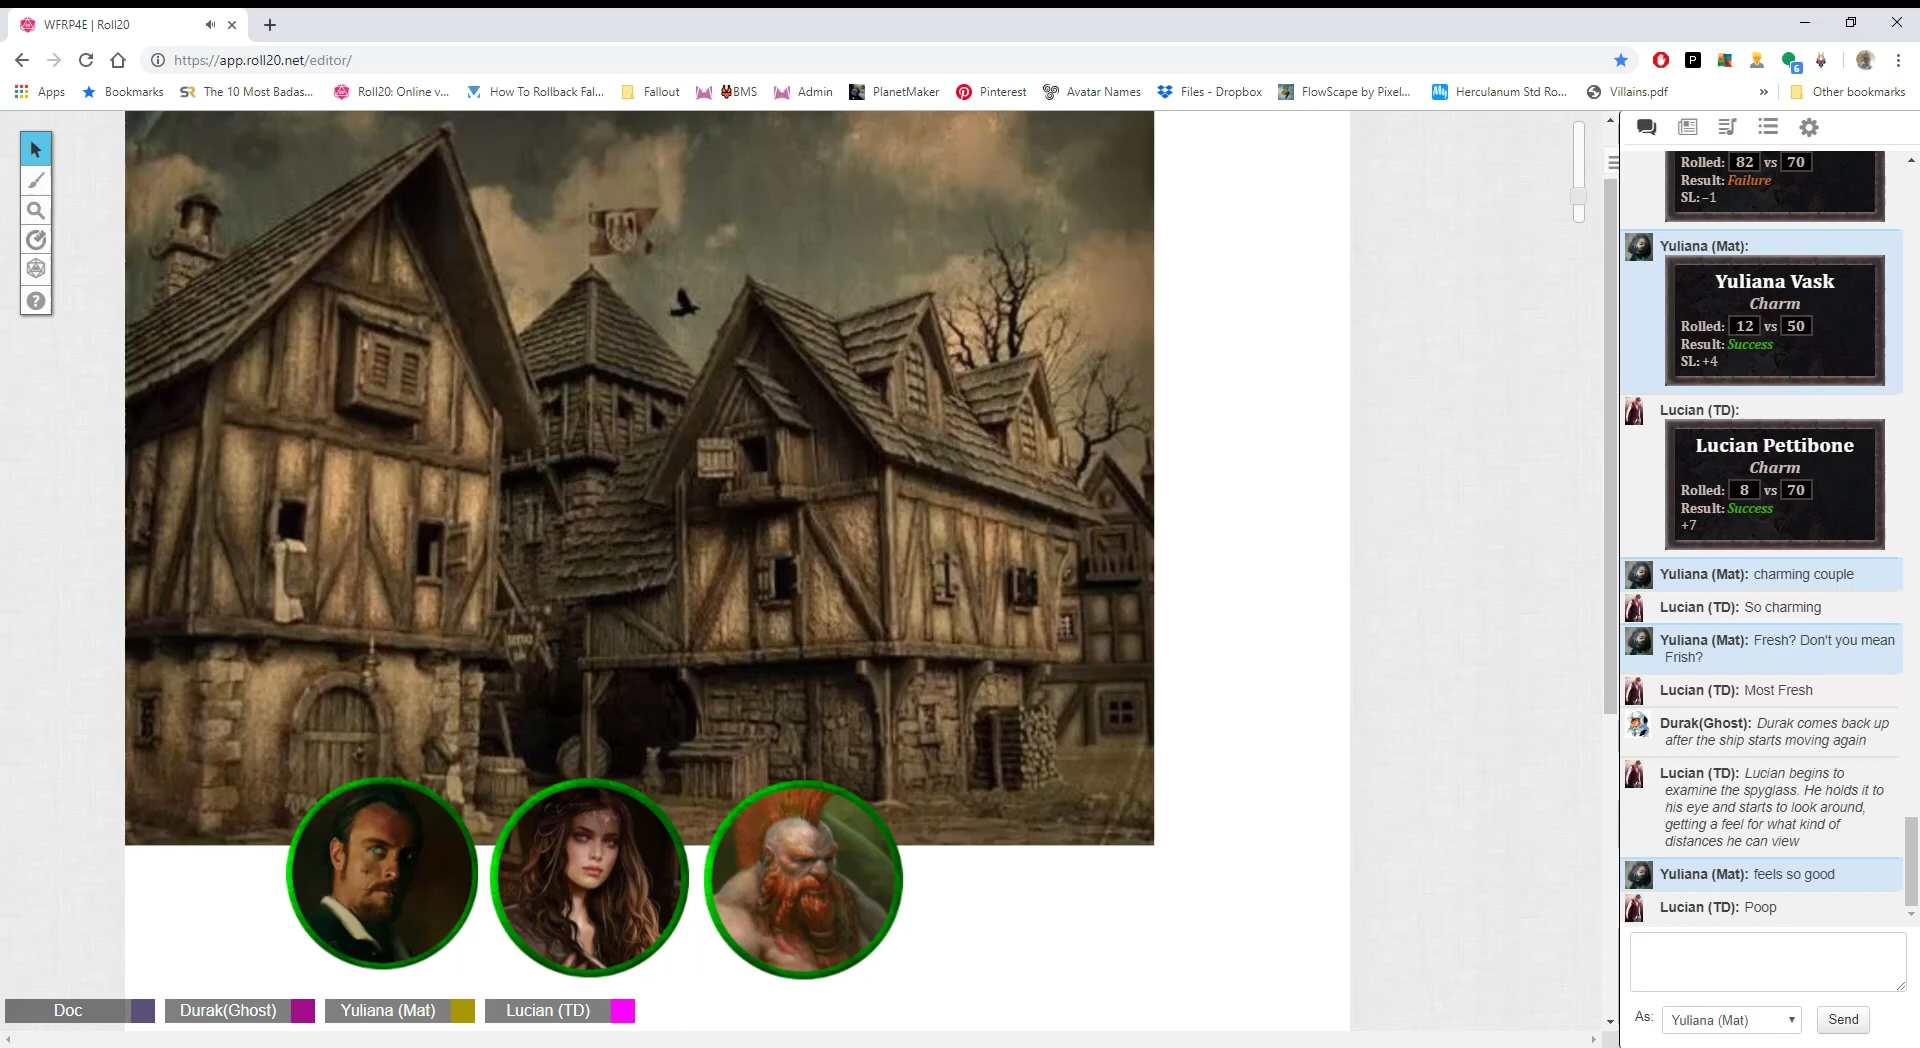 WFRP4E | Roll20
https://app.roll20.net/editor/
Apps Bookmarks The 10 Most Badas... Roll20: Online v... How To Rollback Fal... Fallout BMS Admin PlanetMaker Pinterest Avatar Names Files - Dropbox FlowScape by Pixel... Herculanum Std Ro... Villains.pdf » Other bookmarks
Rolled: 82 vs 70
Result: Failure
SL: -1
Yuliana (Mat):
Yuliana Vask
Charm
Rolled: 12 vs 50
Result: Success
SL: +4
Lucian (TD):
Lucian Pettibone
Charm
Rolled: 8 vs 70
Result: Success
+7
Yuliana (Mat): charming couple
Lucian (TD): So charming
Yuliana (Mat): Fresh? Don't you mean
Frish?
Lucian (TD): Most Fresh
Durak(Ghost): Durak comes back up
after the ship starts moving again
Lucian (TD): Lucian begins to
examine the spyglass. He holds it to
his eye and starts to look around,
getting a feel for what kind of
distances he can view
Yuliana (Mat): feels so good
Lucian (TD): Poop
As: Yuliana (Mat) Send
Doc Durak(Ghost) Yuliana (Mat) Lucian (TD)